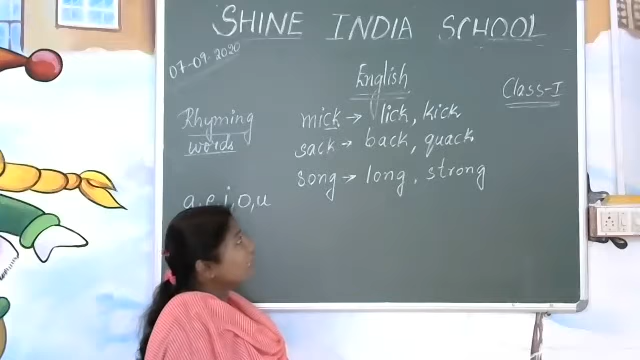 SHINE INDIA SCHOOL
07-09-2020
English
Class-I
Rhyming words
mick → lick, kick
sack → back, quack
song → long, strong
a, e, i, o, u